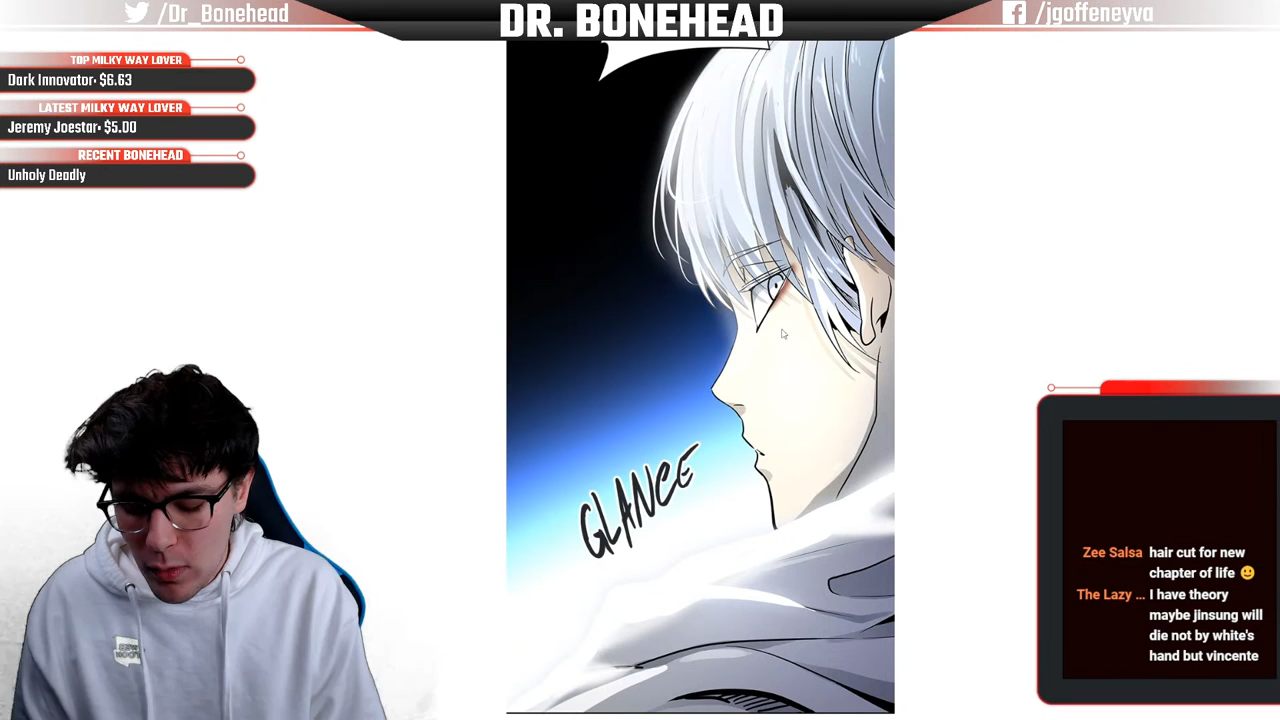 /Dr_Bonehead
DR. BONEHEAD
/jgoffeneyva
TOP MILKY WAY LOVER
Dark Innovator: $6.63
LATEST MILKY WAY LOVER
Jeremy Joestar: $5.00
RECENT BONEHEAD
Unholy Deadly
GLANCE
Zee Salsa hair cut for new
chapter of life 🙂
The Lazy ... I have theory
maybe jinsung will
die not by white's
hand but vincente